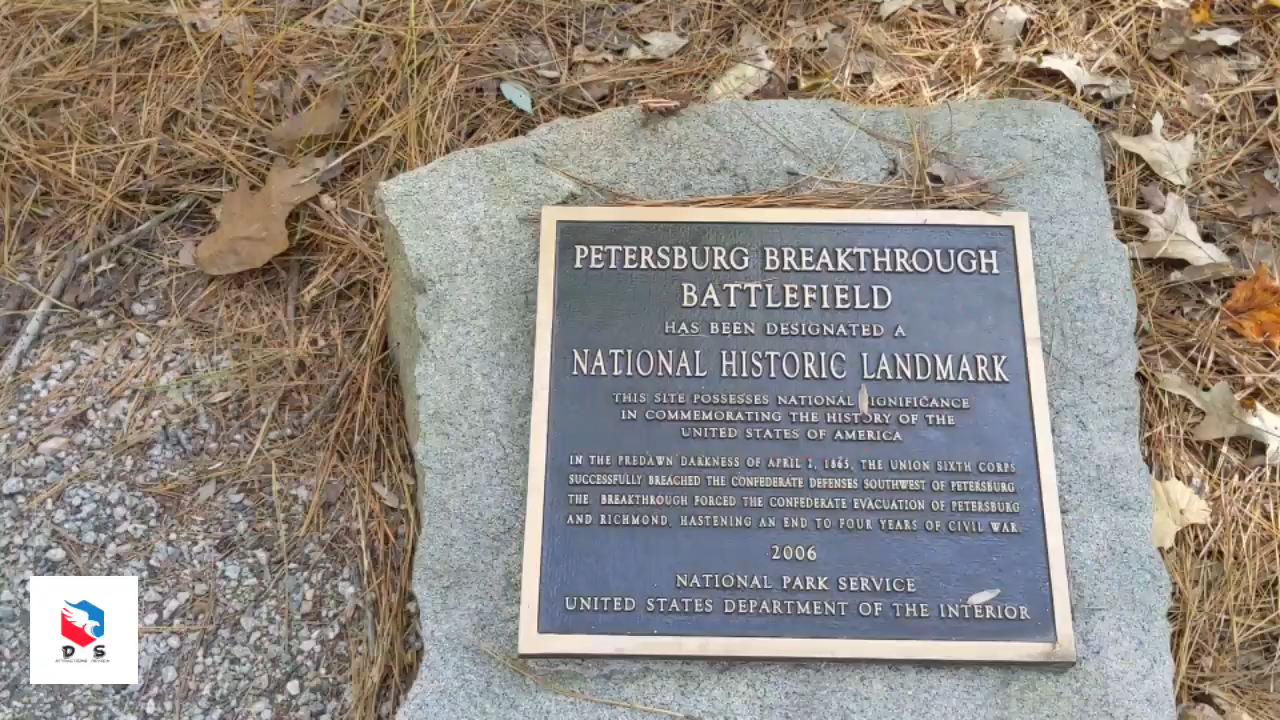 PETERSBURG BREAKTHROUGH
BATTLEFIELD
HAS BEEN DESIGNATED A
NATIONAL HISTORIC LANDMARK
THIS SITE POSSESSES NATIONAL SIGNIFICANCE
IN COMMEMORATING THE HISTORY OF THE
UNITED STATES OF AMERICA
IN THE PREDAWN DARKNESS OF APRIL 2, 1865, THE UNION SIXTH CORPS
SUCCESSFULLY BREACHED THE CONFEDERATE DEFENSES SOUTHWEST OF PETERSBURG.
THE BREAKTHROUGH FORCED THE CONFEDERATE EVACUATION OF PETERSBURG
AND RICHMOND, HASTENING AN END TO FOUR YEARS OF CIVIL WAR.
2006
NATIONAL PARK SERVICE
UNITED STATES DEPARTMENT OF THE INTERIOR
D S